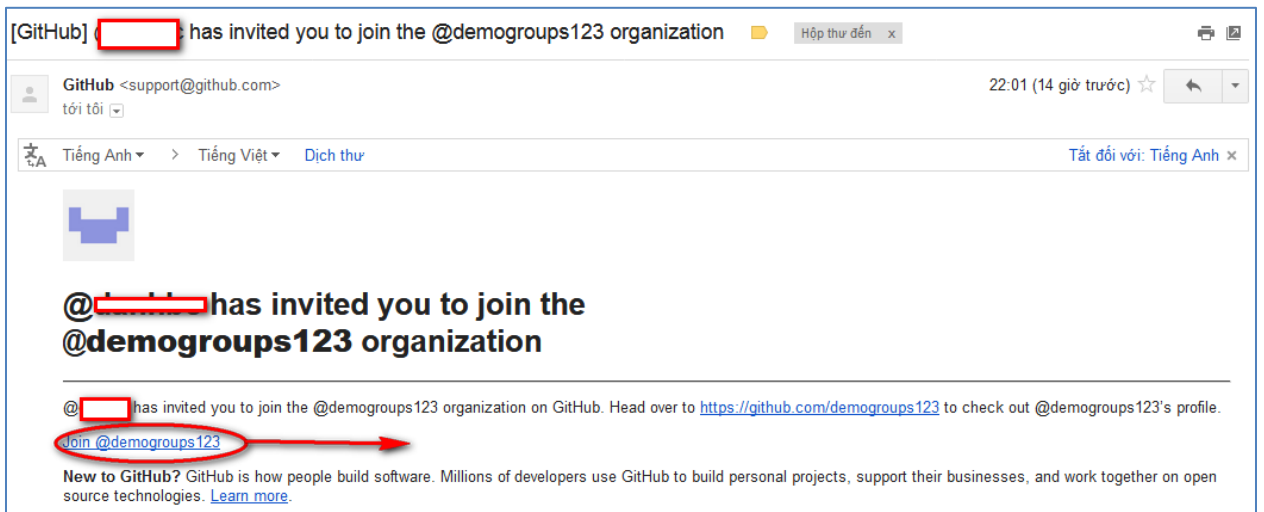 [GitHub] has invited you to join the @demogroups123 organization Hộp thư đến x
GitHub <support@github.com> 22:01 (14 giờ trước)
tới tôi
Tiếng Anh > Tiếng Việt Dịch thư Tắt đối với: Tiếng Anh ×
@ has invited you to join the
@demogroups123 organization
@ has invited you to join the @demogroups123 organization on GitHub. Head over to https://github.com/demogroups123 to check out @demogroups123's profile.
Join @demogroups123
New to GitHub? GitHub is how people build software. Millions of developers use GitHub to build personal projects, support their businesses, and work together on open
source technologies. Learn more.